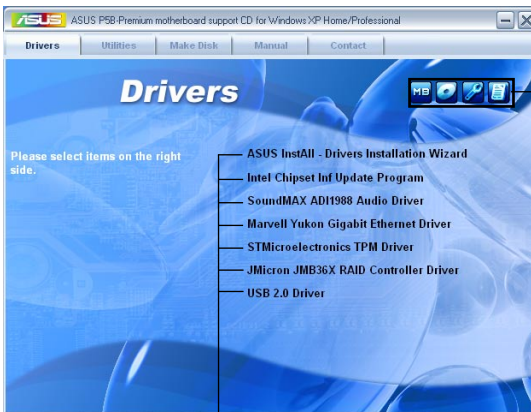 ASUS ASUS P5B-Premium motherboard support CD for Windows XP Home/Professional
Drivers Utilities Make Disk Manual Contact
Drivers
MB
Please select items on the right
side.
ASUS InstAll - Drivers Installation Wizard
Intel Chipset Inf Update Program
SoundMAX ADI1988 Audio Driver
Marvell Yukon Gigabit Ethernet Driver
STMicroelectronics TPM Driver
JMicron JMB36X RAID Controller Driver
USB 2.0 Driver